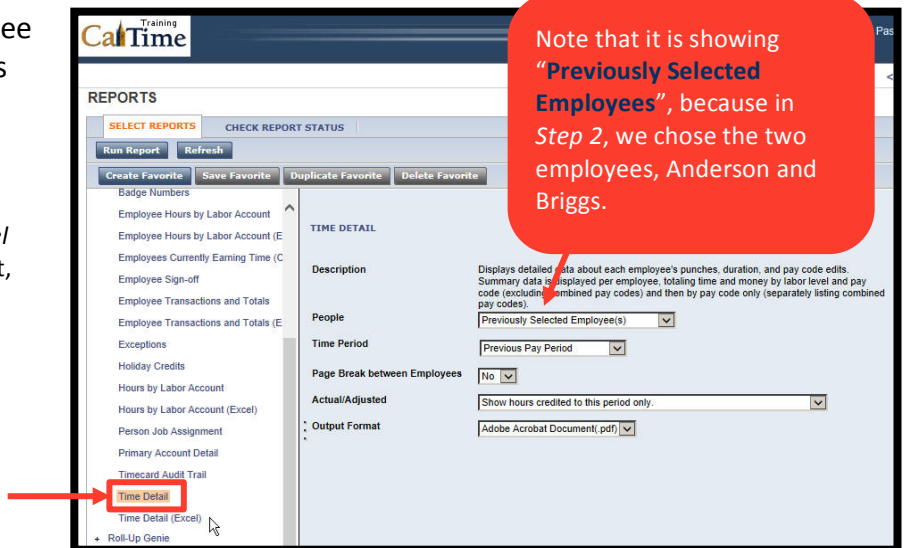 ee
s
el
t,
Training
CalTime
Pas
<
REPORTS
SELECT REPORTS
CHECK REPORT STATUS
Run Report
Refresh
Create Favorite
Save Favorite
Duplicate Favorite
Delete Favorite
Badge Numbers
Employee Hours by Labor Account
Employee Hours by Labor Account (E
Employees Currently Earning Time (C
Employee Sign-off
Employee Transactions and Totals
Employee Transactions and Totals (E
Exceptions
Holiday Credits
Hours by Labor Account
Hours by Labor Account (Excel)
Person Job Assignment
Primary Account Detail
Timecard Audit Trail
Time Detail
Time Detail (Excel)
+ Roll-Up Genie
Note that it is showing
“Previously Selected
Employees”, because in
Step 2, we chose the two
employees, Anderson and
Briggs.
TIME DETAIL
Description
Displays detailed data about each employee's punches, duration, and pay code edits.
Summary data is displayed per employee, totaling time and money by labor level and pay
code (excluding combined pay codes) and then by pay code only (separately listing combined
pay codes).
People
Previously Selected Employee(s)
Time Period
Previous Pay Period
Page Break between Employees
No
Actual/Adjusted
Show hours credited to this period only.
Output Format
Adobe Acrobat Document(.pdf)